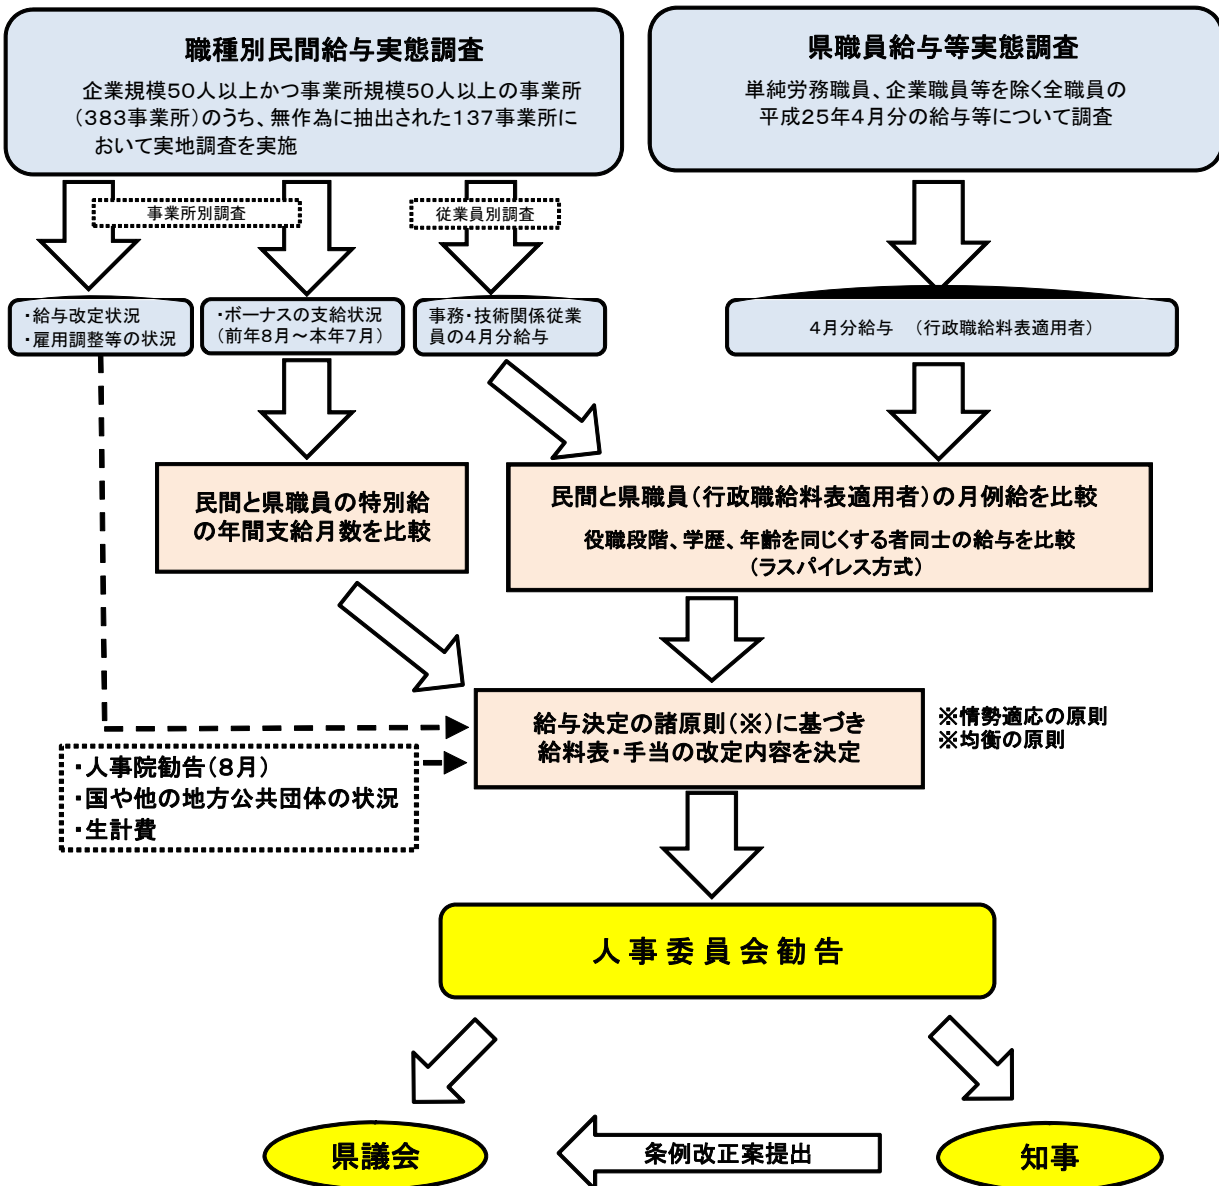 職種別民間給与実態調査
企業規模50人以上かつ事業所規模50人以上の事業所
(383事業所)のうち、無作為に抽出された137事業所に
おいて実地調査を実施
県職員給与等実態調査
単純労務職員、企業職員等を除く全職員の
平成25年4月分の給与等について調査
事業所別調査
従業員別調査
・給与改定状況
・雇用調整等の状況
・ボーナスの支給状況
(前年8月~本年7月)
事務・技術関係従業
員の4月分給与
4月分給与 (行政職給料表適用者)
民間と県職員の特別給
の年間支給月数を比較
民間と県職員(行政職給料表適用者)の月例給を比較
役職段階、学歴、年齢を同じくする者同士の給与を比較
(ラスパイレス方式)
給与決定の諸原則(※)に基づき
給料表・手当の改定内容を決定
※情勢適応の原則
※均衡の原則
・人事院勧告(8月)
・国や他の地方公共団体の状況
・生計費
人事委員会勧告
県議会
条例改正案提出
知事